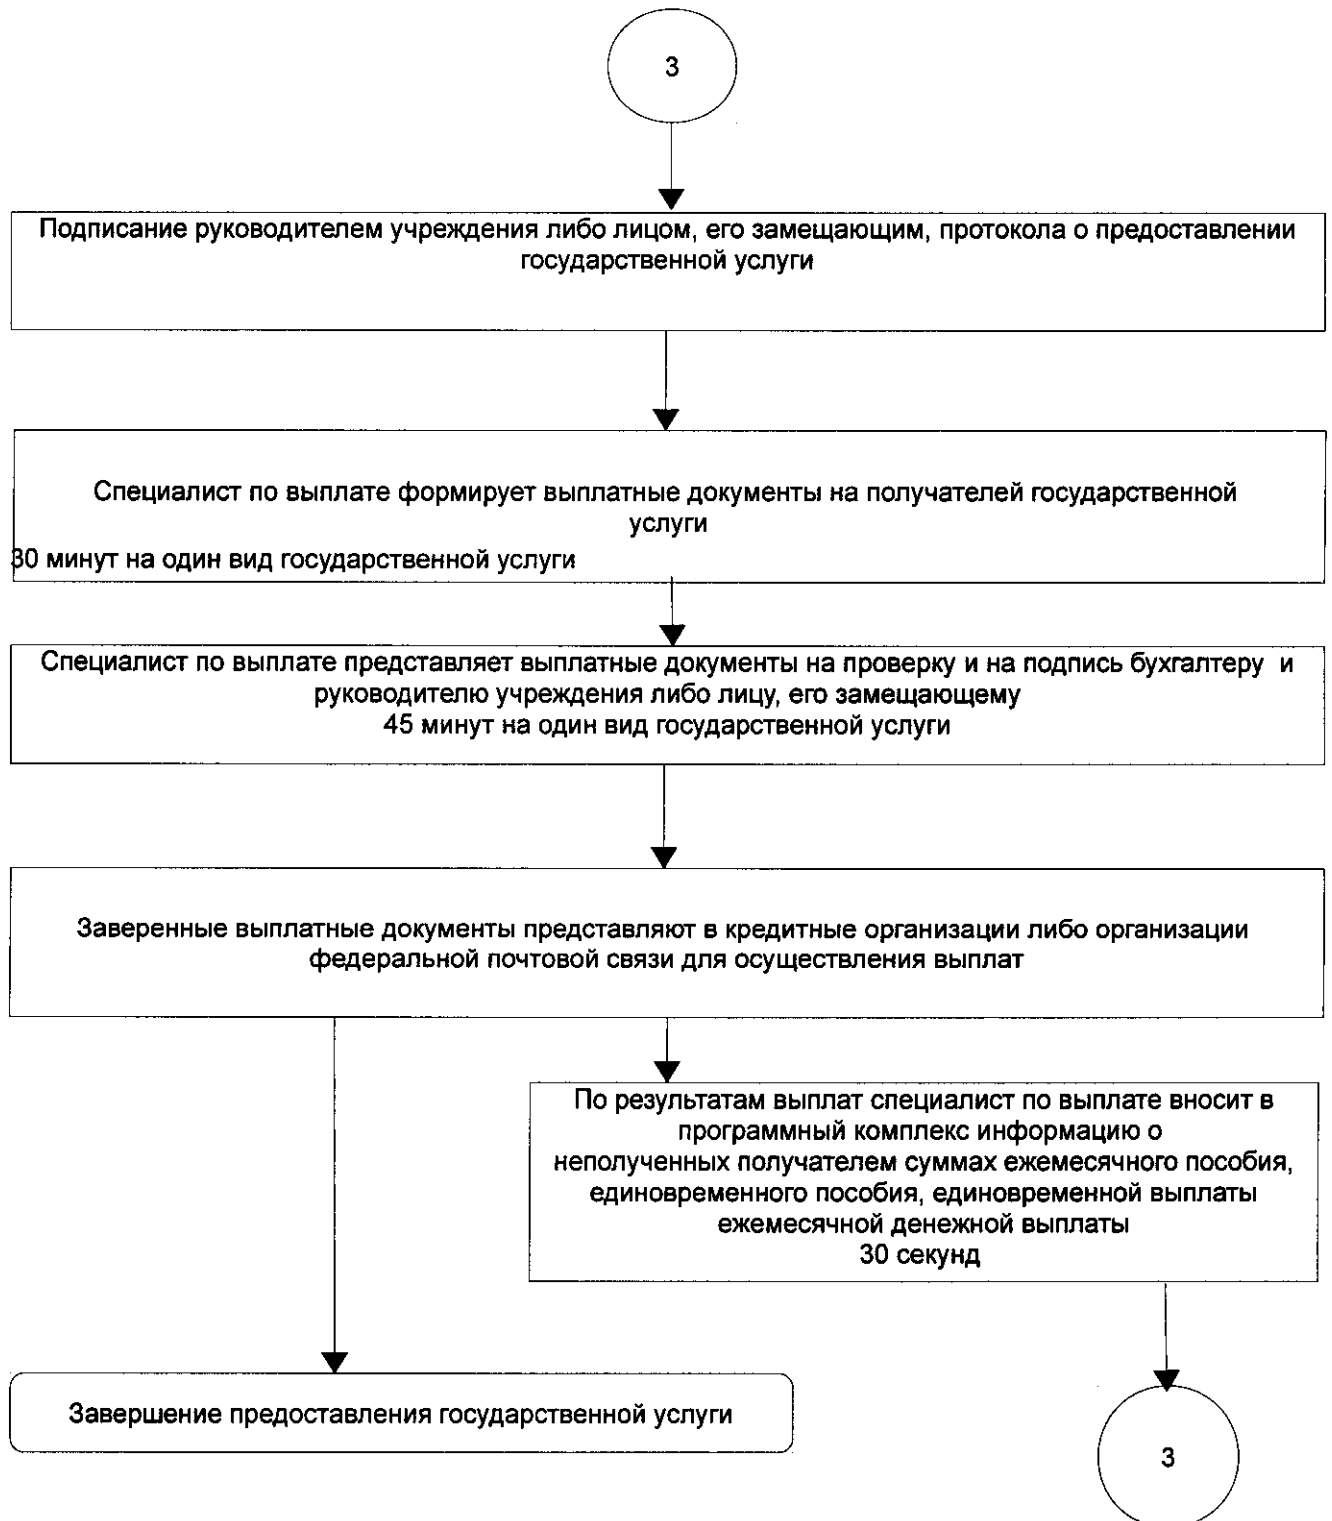 3
Подписание руководителем учреждения либо лицом, его замещающим, протокола о предоставлении
государственной услуги
Специалист по выплате формирует выплатные документы на получателей государственной
услуги
30 минут на один вид государственной услуги
Специалист по выплате представляет выплатные документы на проверку и на подпись бухгалтеру и
руководителю учреждения либо лицу, его замещающему
45 минут на один вид государственной услуги
Заверенные выплатные документы представляют в кредитные организации либо организации
федеральной почтовой связи для осуществления выплат
По результатам выплат специалист по выплате вносит в
программный комплекс информацию о
неполученных получателем суммах ежемесячного пособия,
единовременного пособия, единовременной выплаты
ежемесячной денежной выплаты
30 секунд
Завершение предоставления государственной услуги
3